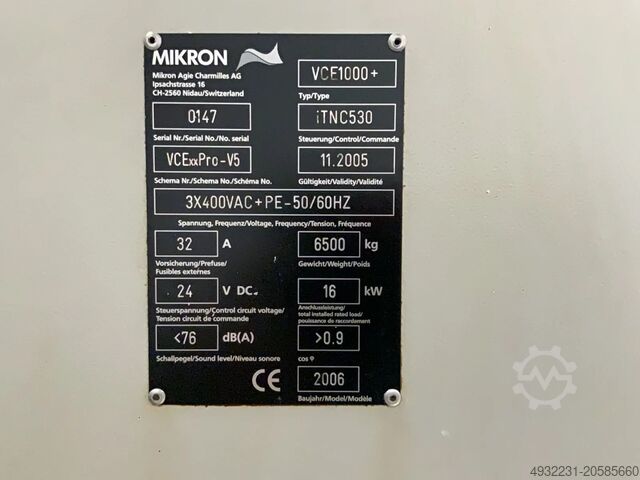 MIKRON
VCE1000+
Mikron Agie Charmilles AG
Ipsachstrasse 16
CH-2560 Nidau/Switzerland
Typ/Type
0147
iTNC530
Serial Nr./Serial No./No. serial
Steuerung/Control/Commande
VCExxPro-V5
11.2005
Schema Nr./Schema No./Schéma No.
Gültigkeit/Validity/Validité
3X400VAC+PE-50/60HZ
Spannung, Frequenz/Voltage, Frequency/Tension, Fréquence
32 A
6500 kg
Vorsicherung/Prefuse/
Fusibles externes
Gewicht/Weight/Poids
24 V DC
16 kW
Steuerspannung/Control circuit voltage/
Tension circuit de commande
Anschlussleistung/
total installed rated load/
puissance de raccordement
<76 dB(A)
>0.9
Schallpegel/Sound level/Niveau sonore
cos φ
CE
2006
Baujahr/Model/Modèle
4932231-20585660